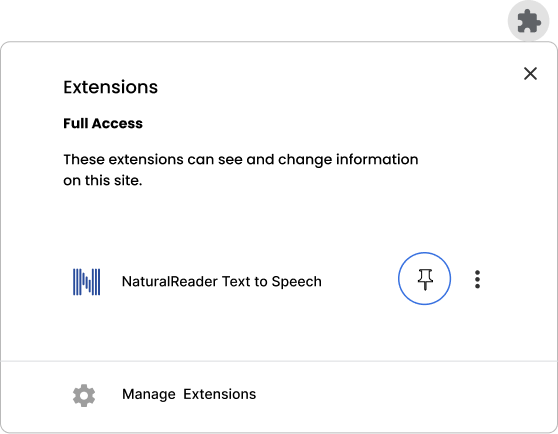 Extensions
Full Access
These extensions can see and change information
on this site.
NaturalReader Text to Speech
Manage Extensions